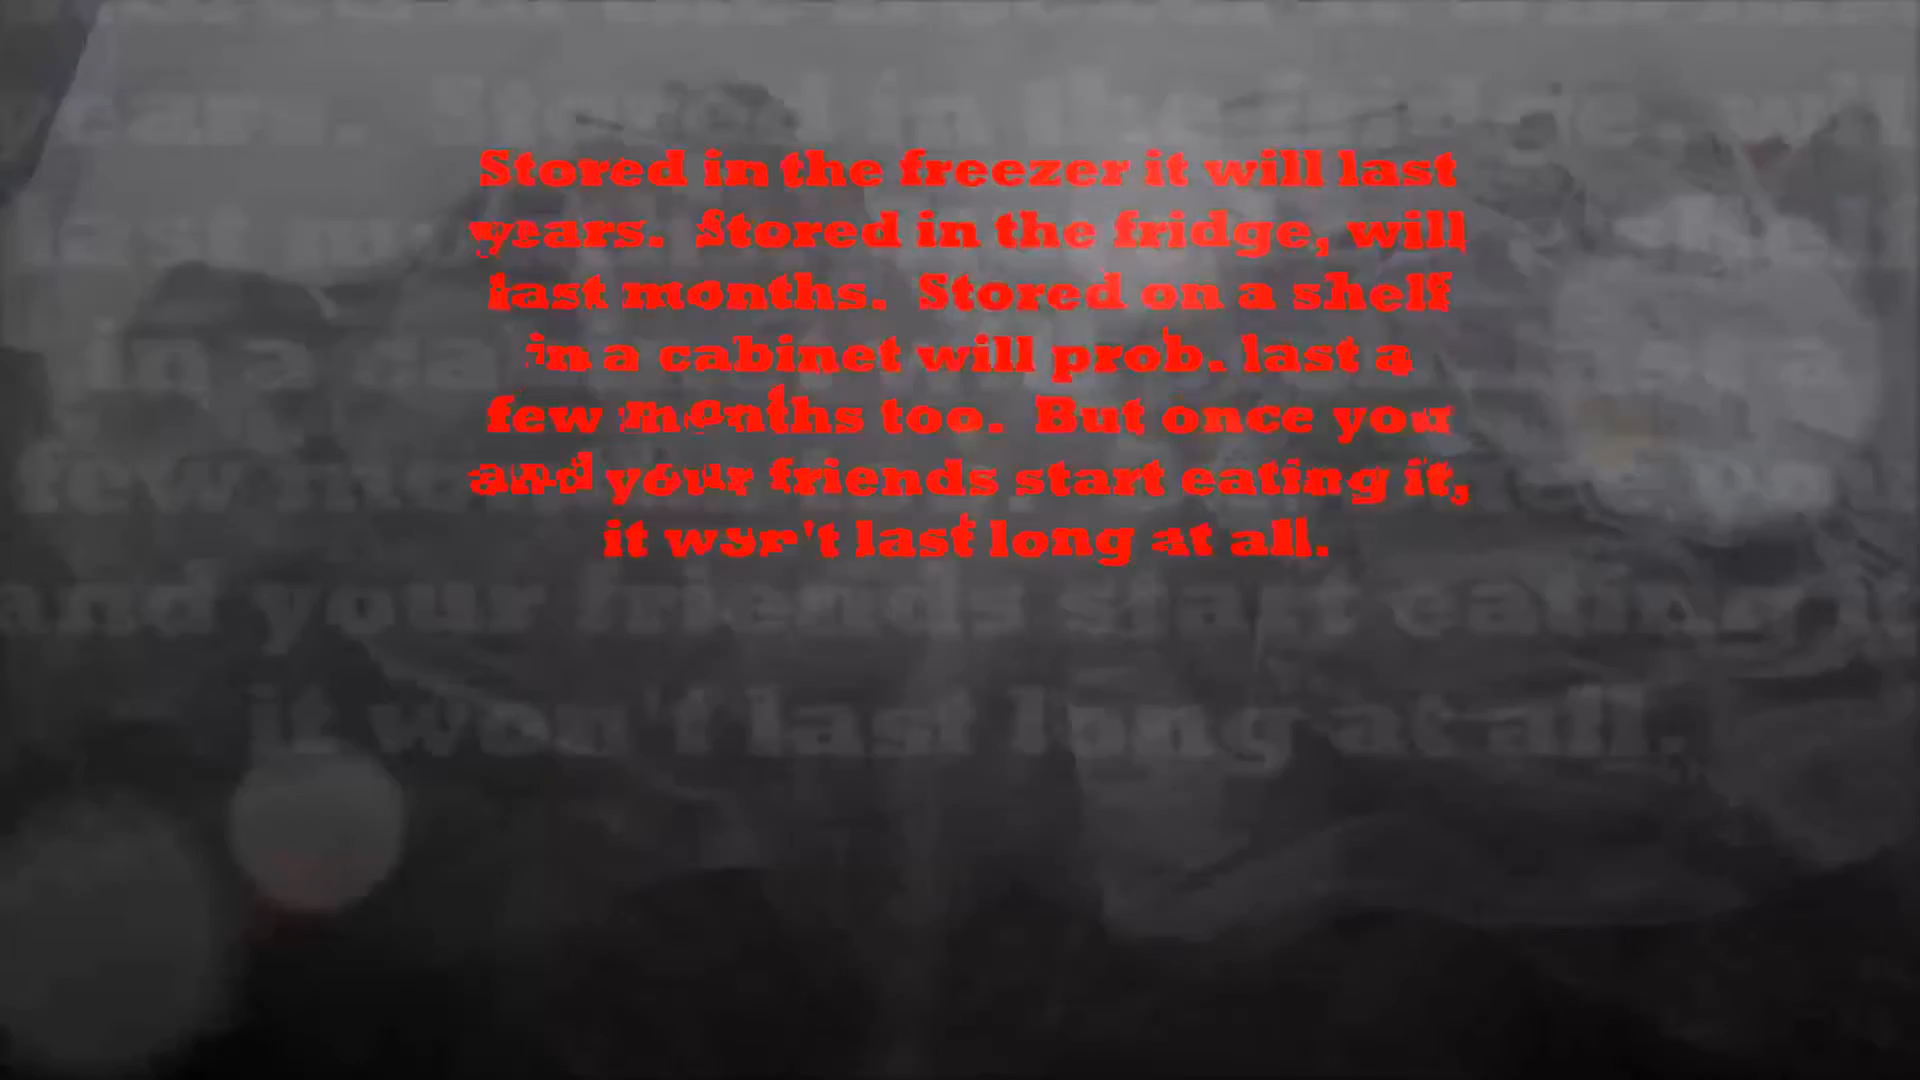 Stored in the freezer it will last
years. Stored in the fridge, will
last months. Stored on a shelf
in a cabinet will prob. last a
few months too. But once you
and your friends start eating it,
it won't last long at all.